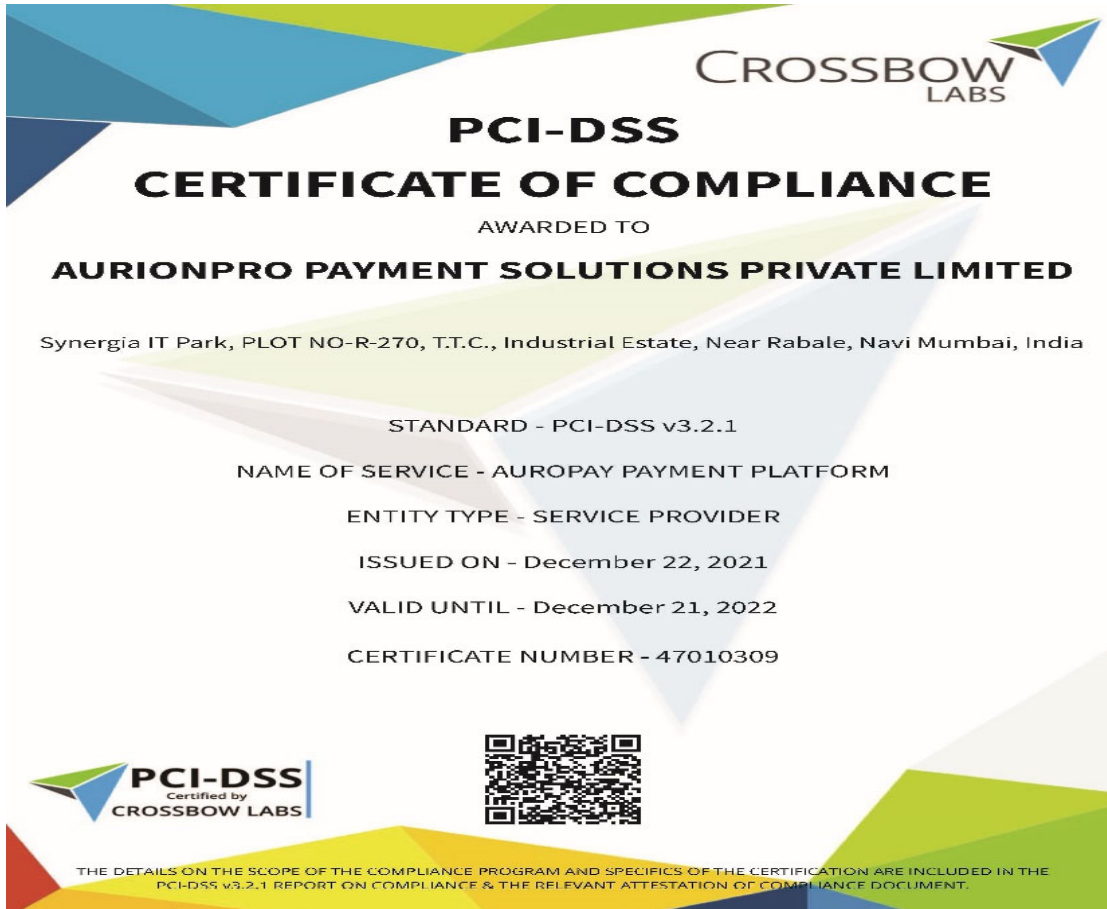 CROSSBOW
LABS
PCI-DSS
CERTIFICATE OF COMPLIANCE
AWARDED TO
AURIONPRO PAYMENT SOLUTIONS PRIVATE LIMITED
Synergia IT Park, PLOT NO-R-270, T.T.C., Industrial Estate, Near Rabale, Navi Mumbai, India
STANDARD - PCI-DSS v3.2.1
NAME OF SERVICE - AUROPAY PAYMENT PLATFORM
ENTITY TYPE - SERVICE PROVIDER
ISSUED ON - December 22, 2021
VALID UNTIL - December 21, 2022
CERTIFICATE NUMBER - 47010309
PCI-DSS
Certified by
CROSSBOW LABS
THE DETAILS ON THE SCOPE OF THE COMPLIANCE PROGRAM AND SPECIFICS OF THE CERTIFICATION ARE INCLUDED IN THE
PCI-DSS v3.2.1 REPORT ON COMPLIANCE & THE RELEVANT ATTESTATION OF COMPLIANCE DOCUMENT.